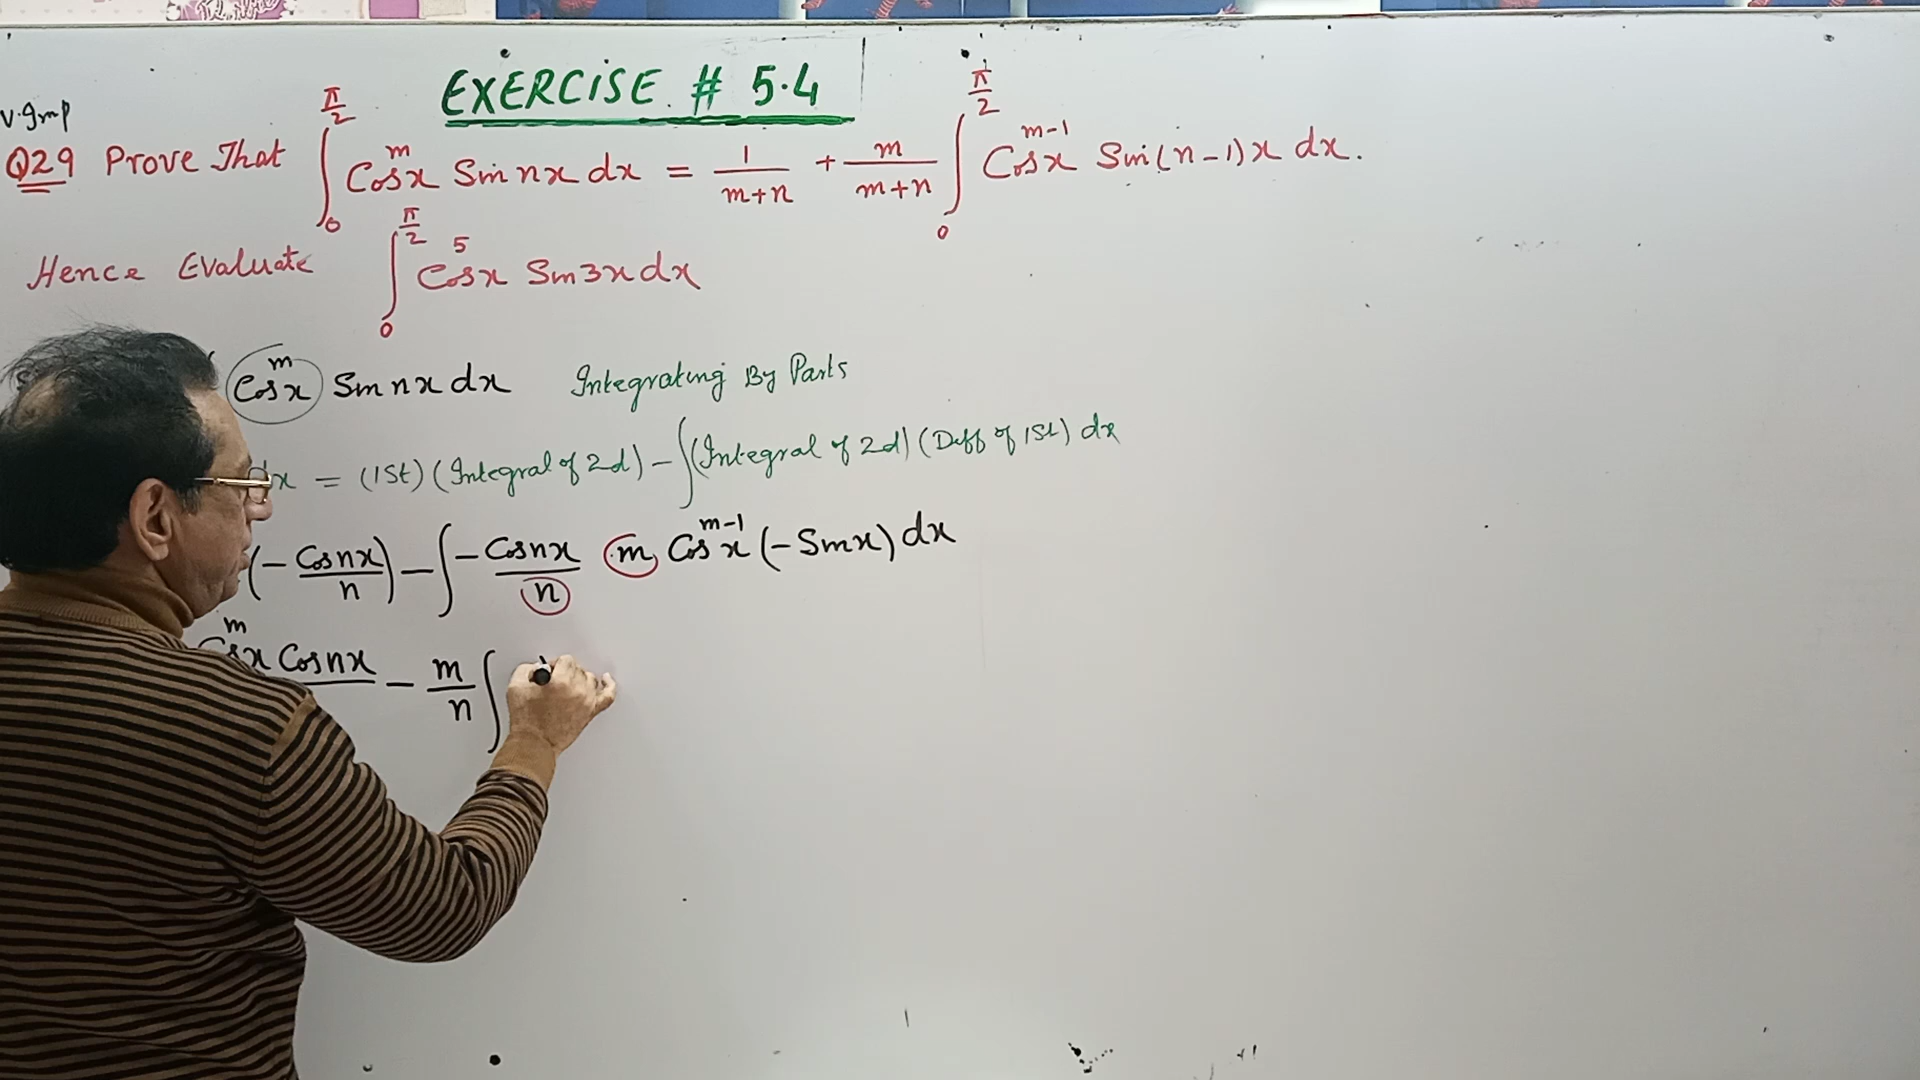 EXERCISE # 5.4
v.Imp
Q29 Prove That ∫₀^{π/2} Cos^m x Sin nx dx = 1/(m+n) + m/(m+n) ∫₀^{π/2} Cos^{m-1} x Sin(n-1)x dx.
Hence Evaluate ∫₀^{π/2} Cos^5 x Sin 3x dx
Cos^m x Sin nx dx Integrating By Parts
dx = (1st)(Integral of 2d) - ∫(Integral of 2d)(Diff of 1st) dx
(- Cos nx/n) - ∫ - Cos nx/n m Cos^{m-1} x (- Sin x) dx
Cos^m x Cos nx - m/n ∫